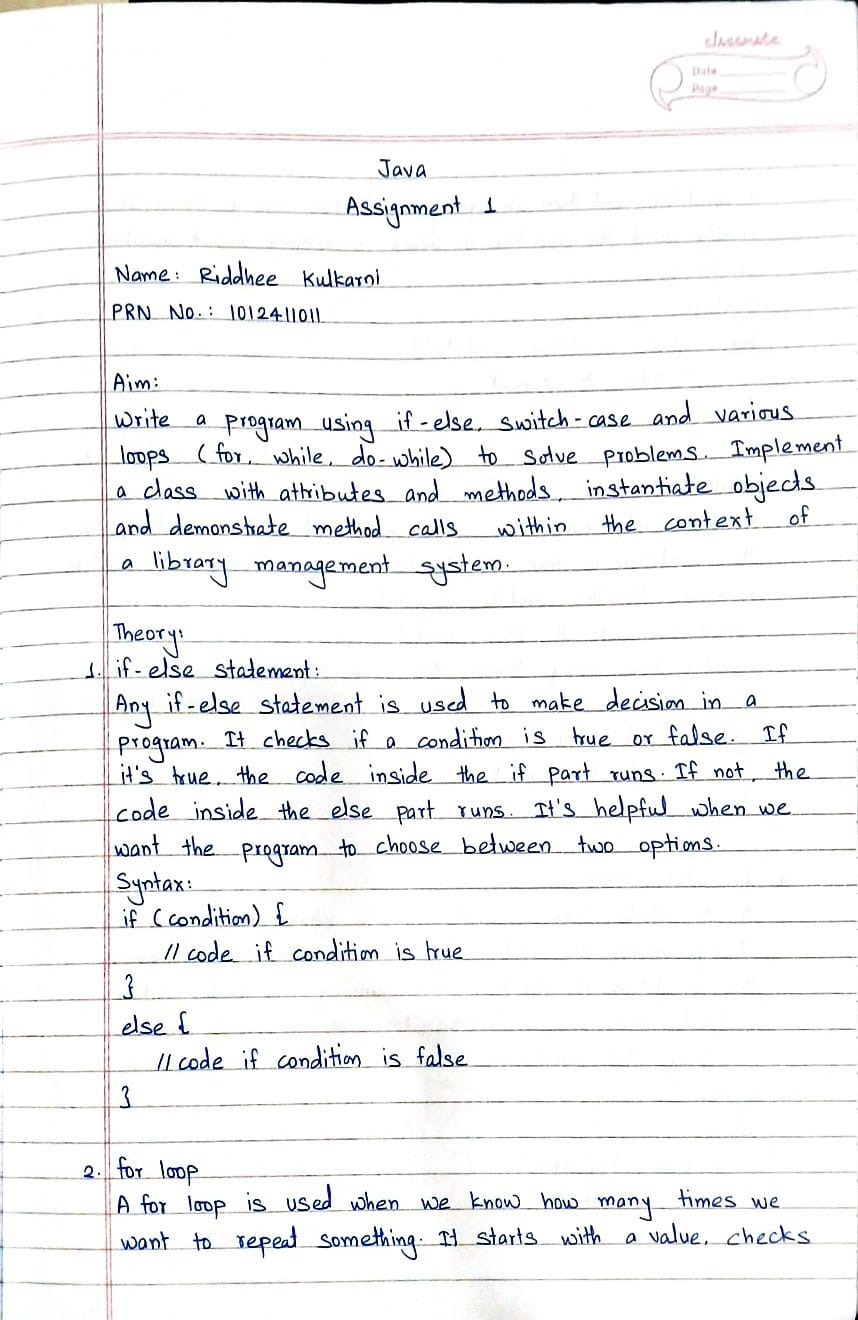 classmate
Date
Page
Java
Assignment 1
Name: Riddhee Kulkarni
PRN No.: 1012411011
Aim:
Write a program using if-else, switch-case and various
loops (for, while, do-while) to solve problems. Implement
a class with attributes and methods, instantiate objects
and demonstrate method calls within the context of
a library management system.
Theory:
1. if-else statement:
Any if-else statement is used to make decision in a
program. It checks if a condition is true or false. If
it's true, the code inside the if part runs. If not, the
code inside the else part runs. It's helpful when we
want the program to choose between two options.
Syntax:
if (condition) {
// code if condition is true
}
else {
// code if condition is false
}
2. for loop
A for loop is used when we know how many times we
want to repeat something. It starts with a value, checks